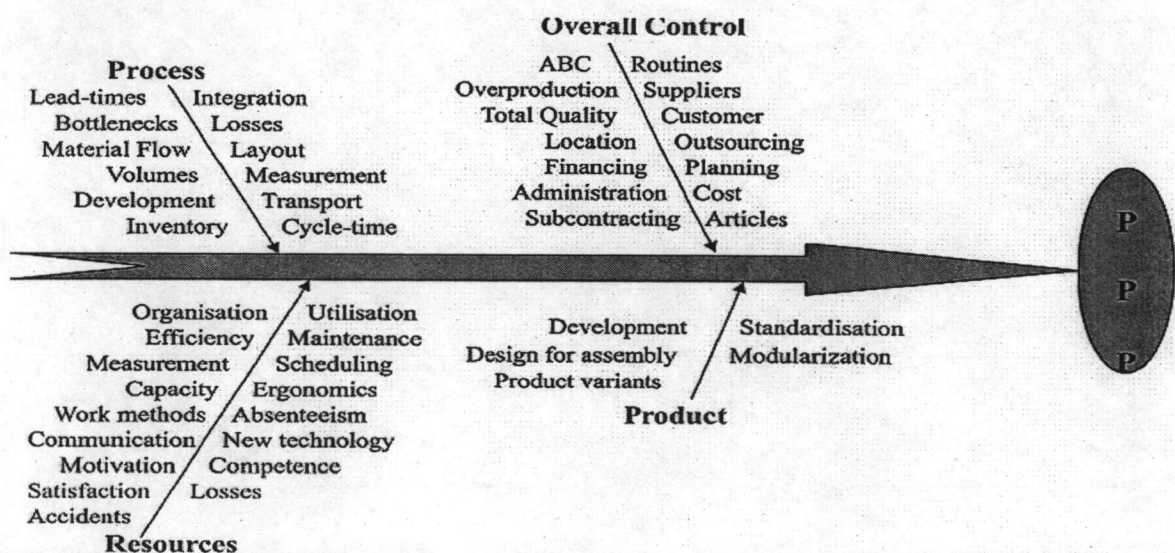 Overall Control
ABC Routines
Overproduction Suppliers
Total Quality Customer
Location Outsourcing
Financing Planning
Administration Cost
Subcontracting Articles
Process
Lead-times Integration
Bottlenecks Losses
Material Flow Layout
Volumes Measurement
Development Transport
Inventory Cycle-time
P
P
P
Organisation Utilisation
Efficiency Maintenance
Measurement Scheduling
Capacity Ergonomics
Work methods Absenteeism
Communication New technology
Motivation Competence
Satisfaction Losses
Accidents
Resources
Development Standardisation
Design for assembly Modularization
Product variants
Product